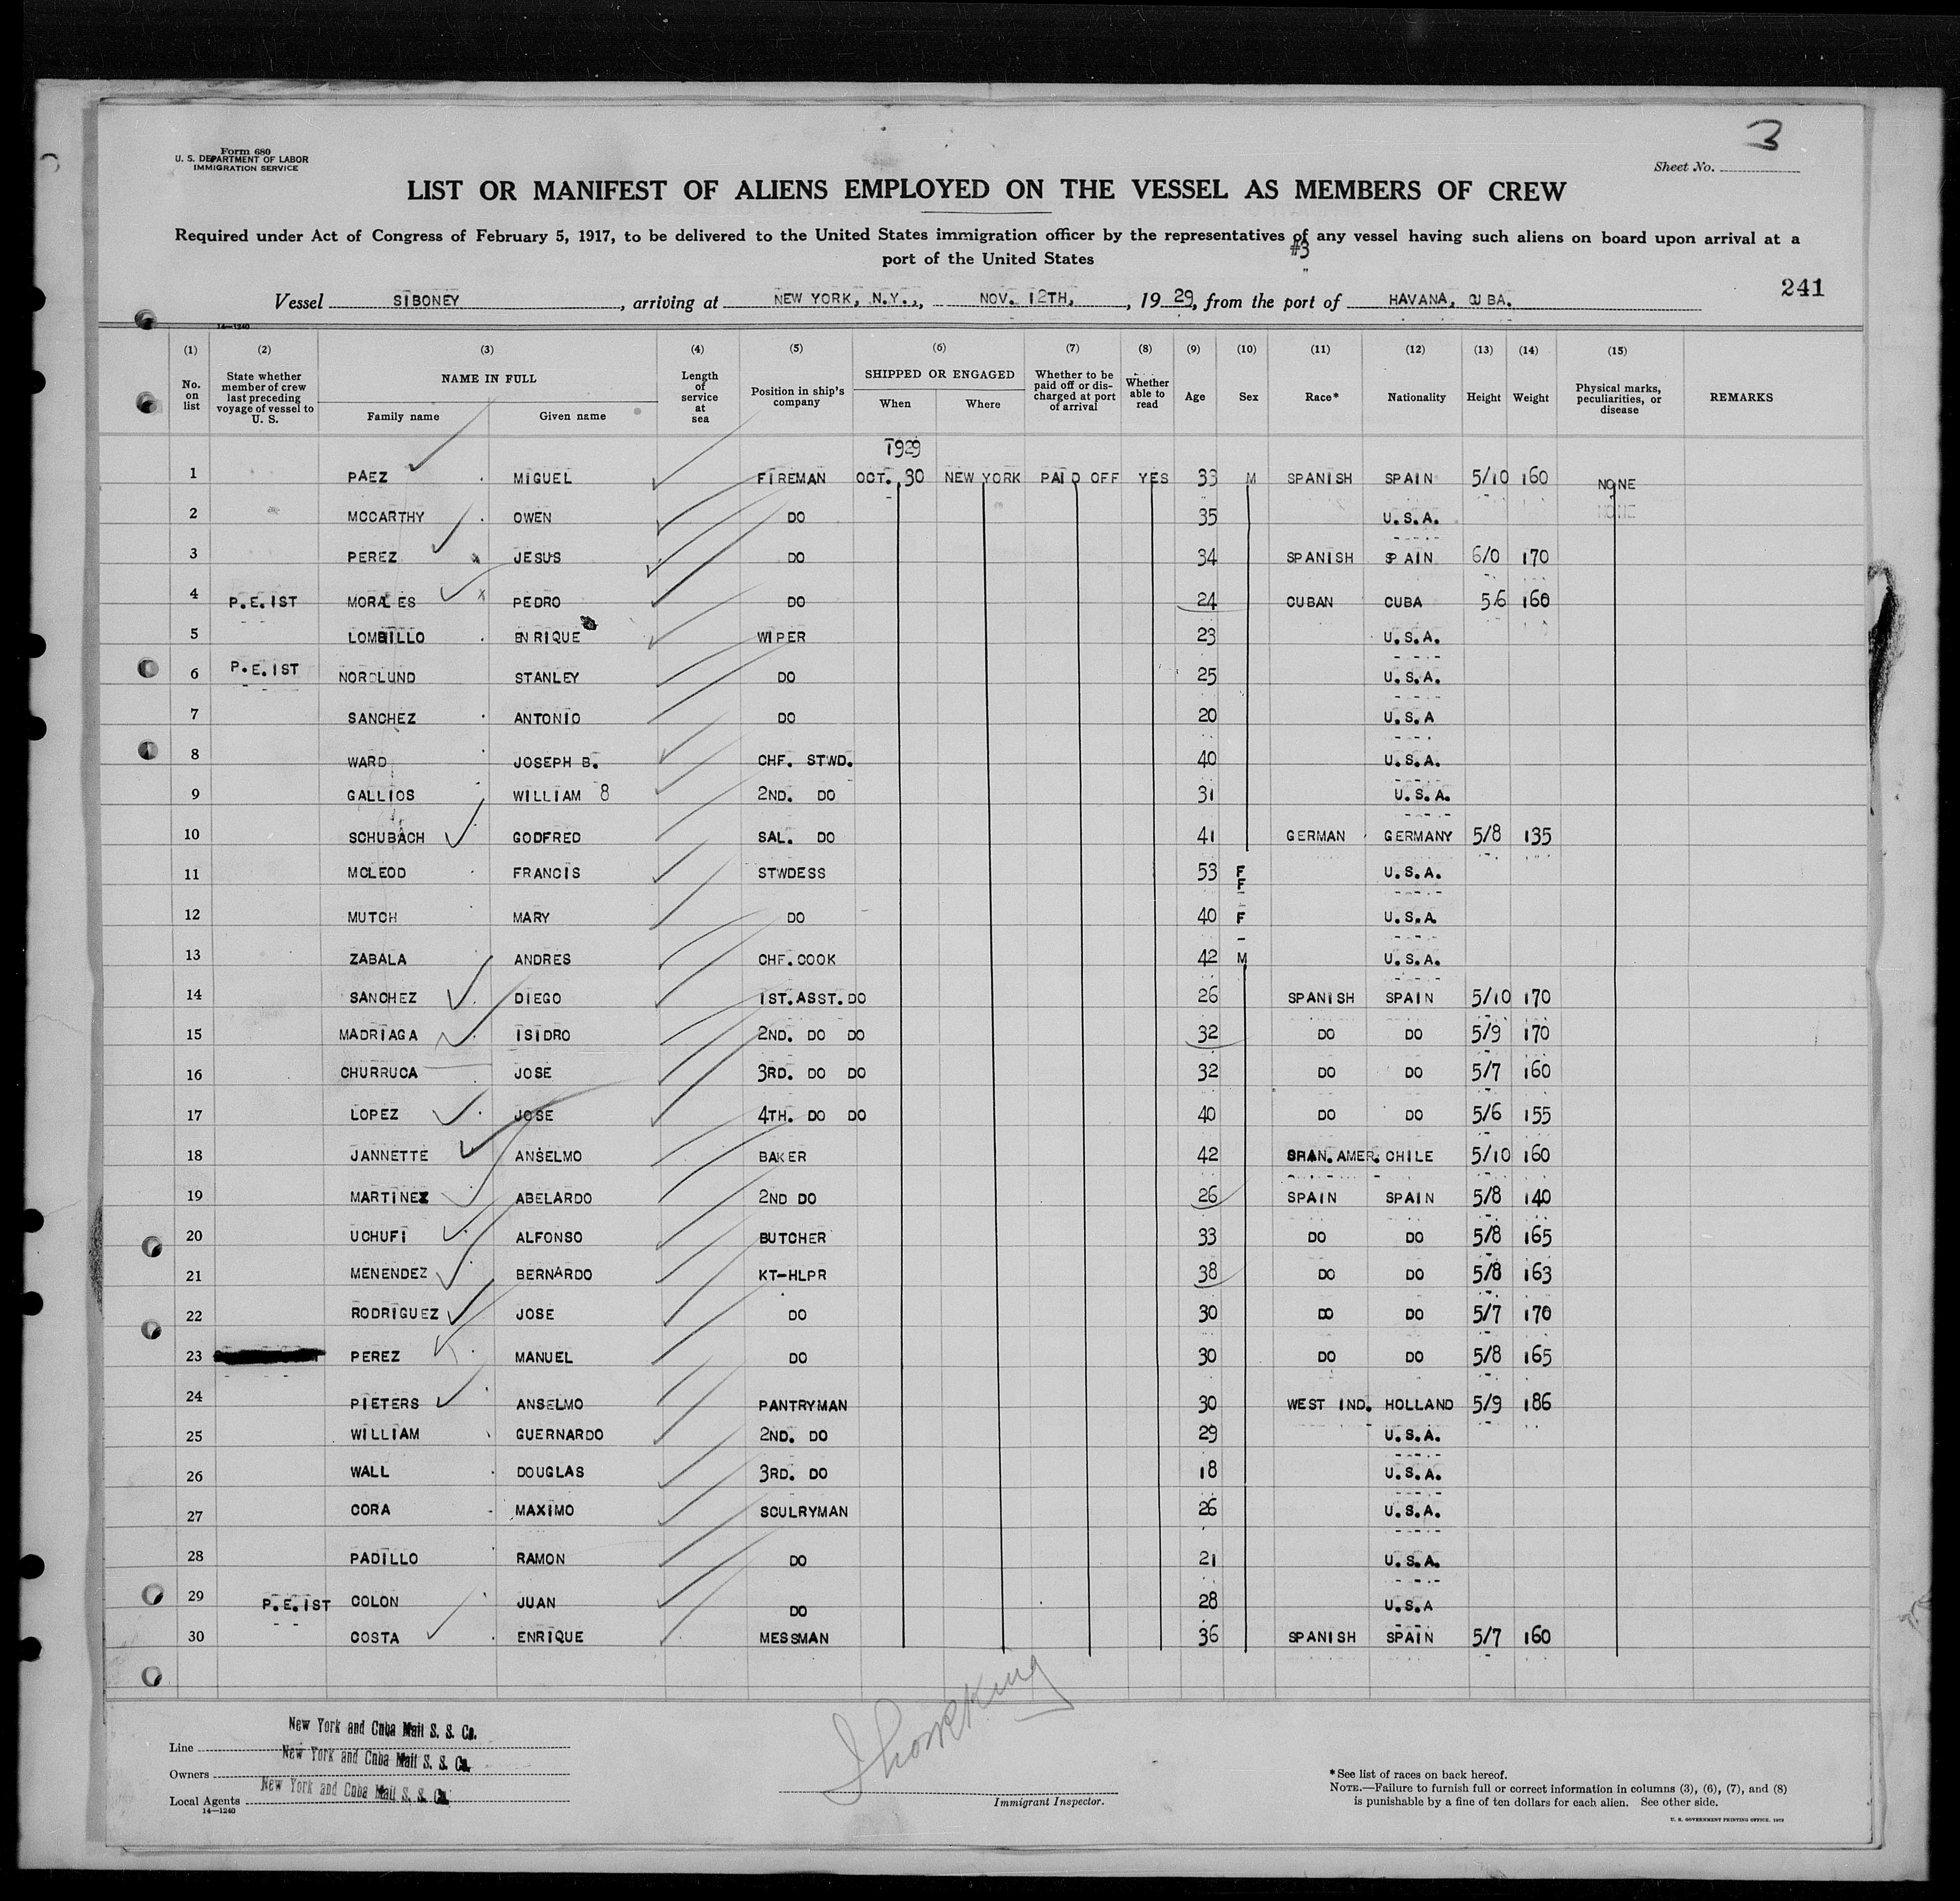 Form 680
U. S. DEPARTMENT OF LABOR
IMMIGRATION SERVICE
3
Sheet No.
LIST OR MANIFEST OF ALIENS EMPLOYED ON THE VESSEL AS MEMBERS OF CREW
Required under Act of Congress of February 5, 1917, to be delivered to the United States immigration officer by the representatives of any vessel having such aliens on board upon arrival at a
port of the United States
#3
241
Vessel SIBONEY, arriving at NEW YORK, N.Y., NOV. 12TH, 1929, from the port of HAVANA, CUBA.
14—1240
(1) (2) (3) (4) (5) (6) (7) (8) (9) (10) (11) (12) (13) (14) (15)
No. on list State whether member of crew last preceding voyage of vessel to U. S. NAME IN FULL Family name Given name Length of service at sea Position in ship's company SHIPPED OR ENGAGED When Where Whether to be paid off or discharged at port of arrival Whether able to read Age Sex Race* Nationality Height Weight Physical marks, peculiarities, or disease REMARKS
1929
1 PAEZ MIGUEL FIREMAN OCT. 30 NEW YORK PAID OFF YES 33 M SPANISH SPAIN 5/10 160 NONE
2 MCCARTHY OWEN DO 35 U.S.A. NONE
3 PEREZ JESUS DO 34 SPANISH SPAIN 6/0 170
4 P.E.IST MORALES x PEDRO DO 24 CUBAN CUBA 56 160
5 LOMBILLO ENRIQUE WIPER 23 U.S.A.
6 P.E.IST NORDLUND STANLEY DO 25 U.S.A.
7 SANCHEZ ANTONIO DO 20 U.S.A
8 WARD JOSEPH B. CHF. STWD. 40 U.S.A.
9 GALLIOS WILLIAM 8 2ND. DO 31 U.S.A.
10 SCHUBACH GODFRED SAL. DO 41 GERMAN GERMANY 5/8 135
11 MCLEOD FRANCIS STWDESS 53 F F U.S.A.
12 MUTCH MARY DO 40 F U.S.A.
13 ZABALA ANDRES CHF.COOK 42 M U.S.A.
14 SANCHEZ DIEGO 1ST.ASST.DO 26 SPANISH SPAIN 5/10 170
15 MADRIAGA ISIDRO 2ND. DO DO 32 DO DO 5/9 170
16 CHURRUCA JOSE 3RD. DO DO 32 DO DO 5/7 160
17 LOPEZ JOSE 4TH. DO DO 40 DO DO 5/6 155
18 JANNETTE ANSELMO BAKER 42 SPAN.AMER. CHILE 5/10 160
19 MARTINEZ ABELARDO 2ND DO 26 SPAIN SPAIN 5/8 140
20 UCHUFI ALFONSO BUTCHER 33 DO DO 5/8 165
21 MENENDEZ BERNARDO KT-HLPR 38 DO DO 5/8 163
22 RODRIGUEZ JOSE DO 30 DO DO 5/7 170
23 PEREZ MANUEL DO 30 DO DO 5/8 165
24 PIETERS ANSELMO PANTRYMAN 30 WEST IND. HOLLAND 5/9 186
25 WILLIAM GUERNARDO 2ND. DO 29 U.S.A.
26 WALL DOUGLAS 3RD. DO 18 U.S.A.
27 CORA MAXIMO SCULRYMAN 26 U.S.A.
28 PADILLO RAMON DO 21 U.S.A.
29 P.E.IST COLON JUAN DO 28 U.S.A
30 COSTA ENRIQUE MESSMAN 36 SPANISH SPAIN 5/7 160
Line New York and Cuba Mail S. S. Co.
Owners New York and Cuba Mail S. S. Co.
Local Agents New York and Cuba Mail S. S. Co.
14—1240
Immigrant Inspector.
*See list of races on back hereof.
NOTE.—Failure to furnish full or correct information in columns (3), (6), (7), and (8)
is punishable by a fine of ten dollars for each alien. See other side.